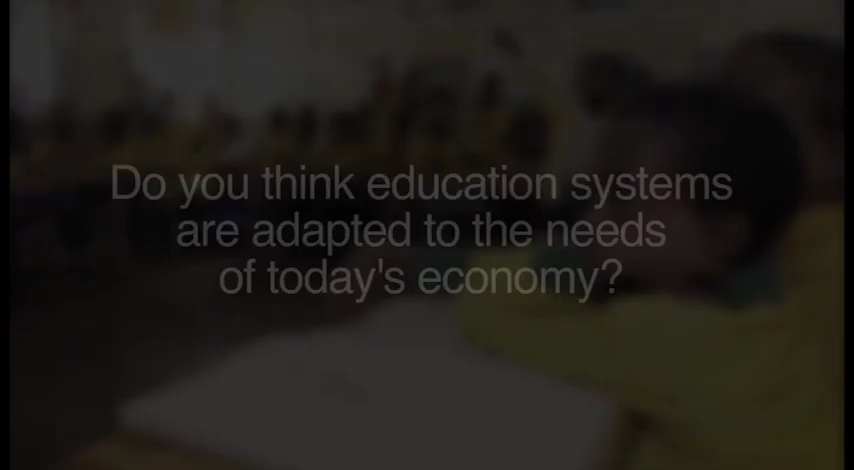 Do you think education systems
are adapted to the needs
of today's economy?